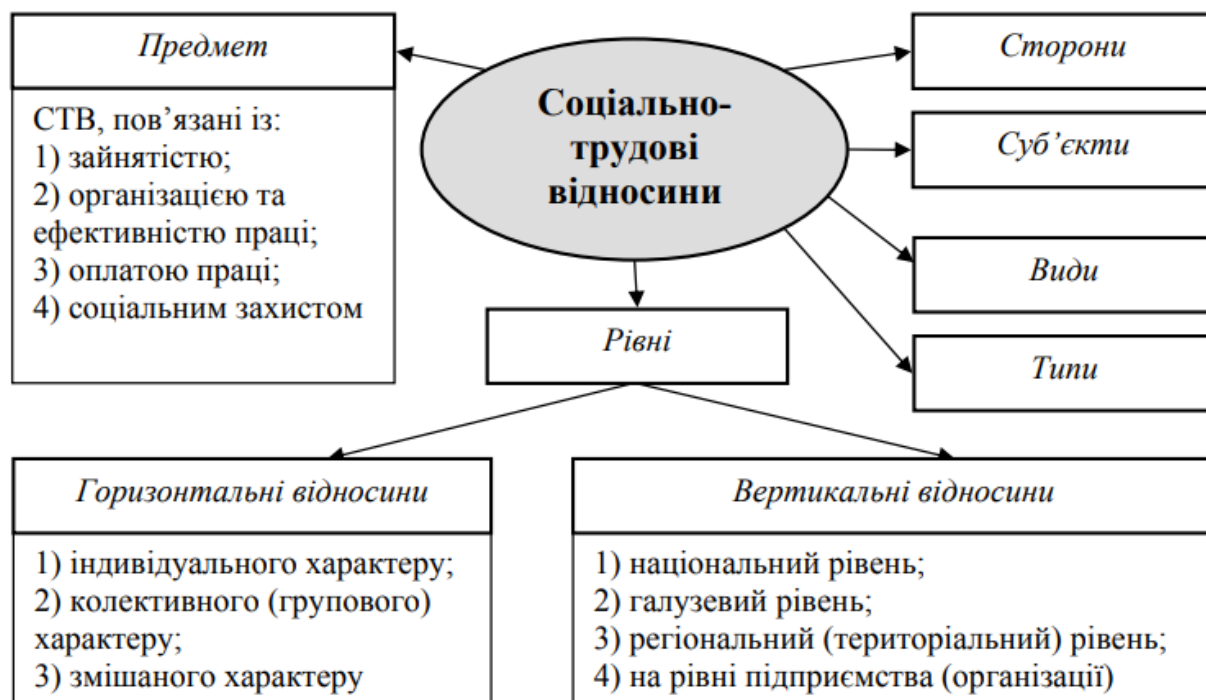 Предмет
СТВ, пов’язані із:
1) зайнятістю;
2) організацією та
ефективністю праці;
3) оплатою праці;
4) соціальним захистом
Соціально-
трудові
відносини
Сторони
Суб’єкти
Види
Типи
Рівні
Горизонтальні відносини
1) індивідуального характеру;
2) колективного (групового)
характеру;
3) змішаного характеру
Вертикальні відносини
1) національний рівень;
2) галузевий рівень;
3) регіональний (територіальний) рівень;
4) на рівні підприємства (організації)